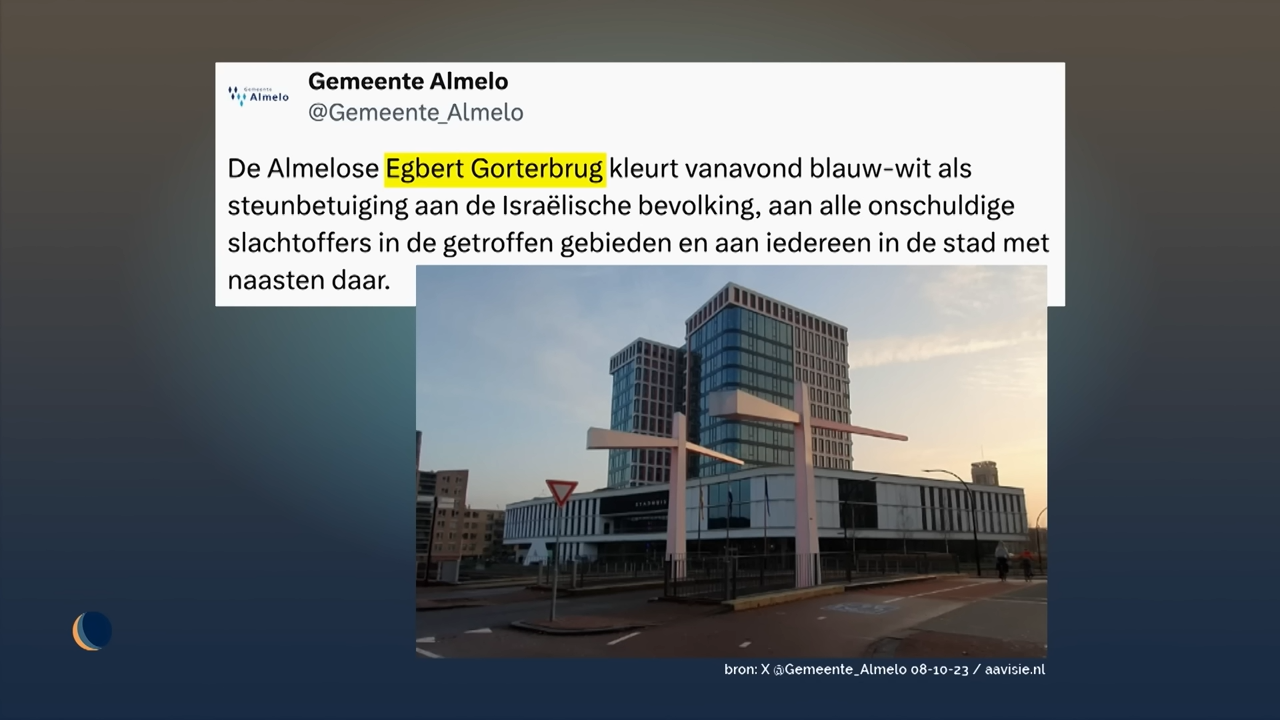 Gemeente
Almelo
Gemeente Almelo
@Gemeente_Almelo
De Almelose Egbert Gorterbrug kleurt vanavond blauw-wit als
steunbetuiging aan de Israëlische bevolking, aan alle onschuldige
slachtoffers in de getroffen gebieden en aan iedereen in de stad met
naasten daar.
STADHUIS
bron: X @Gemeente_Almelo 08-10-23 / aavisie.nl